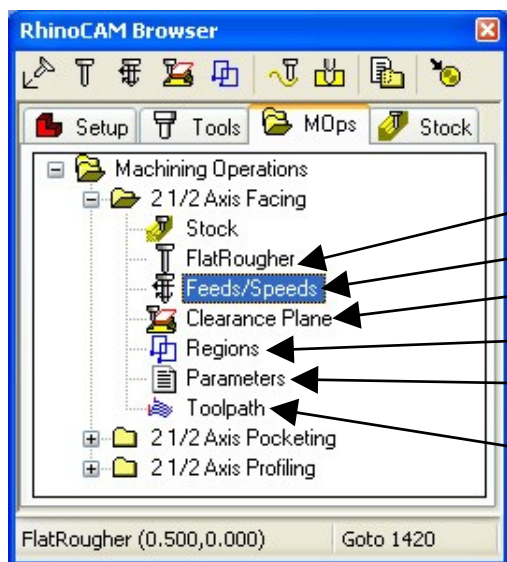 RhinoCAM Browser
Setup Tools MOps Stock
Machining Operations
2 1/2 Axis Facing
Stock
FlatRougher
Feeds/Speeds
Clearance Plane
Regions
Parameters
Toolpath
2 1/2 Axis Pocketing
2 1/2 Axis Profiling
FlatRougher (0.500,0.000) Goto 1420